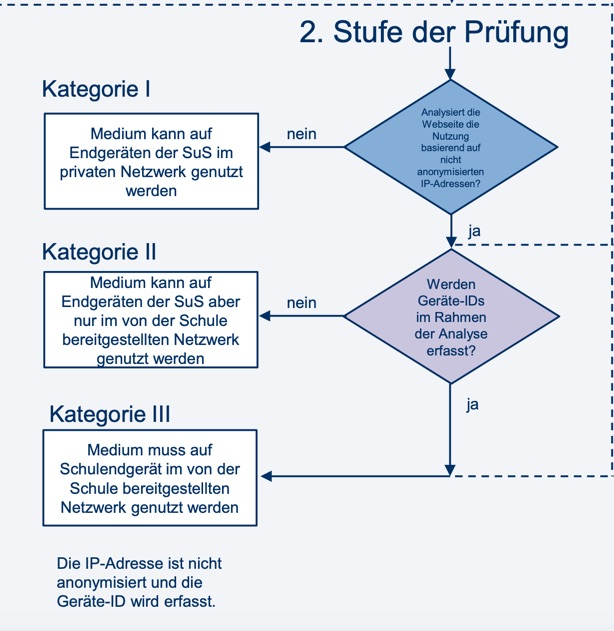 2. Stufe der Prüfung
Kategorie I
Analysiert die
Webseite die
Nutzung
basierend auf
nicht
anonymisierten
IP-Adressen?
nein
Medium kann auf
Endgeräten der SuS im
privaten Netzwerk genutzt
werden
ja
Kategorie II
Werden
Geräte-IDs
im Rahmen
der Analyse
erfasst?
nein
Medium kann auf
Endgeräten der SuS aber
nur im von der Schule
bereitgestellten Netzwerk
genutzt werden
ja
Kategorie III
Medium muss auf
Schulendgerät im von der
Schule bereitgestellten
Netzwerk genutzt werden
Die IP-Adresse ist nicht
anonymisiert und die
Geräte-ID wird erfasst.